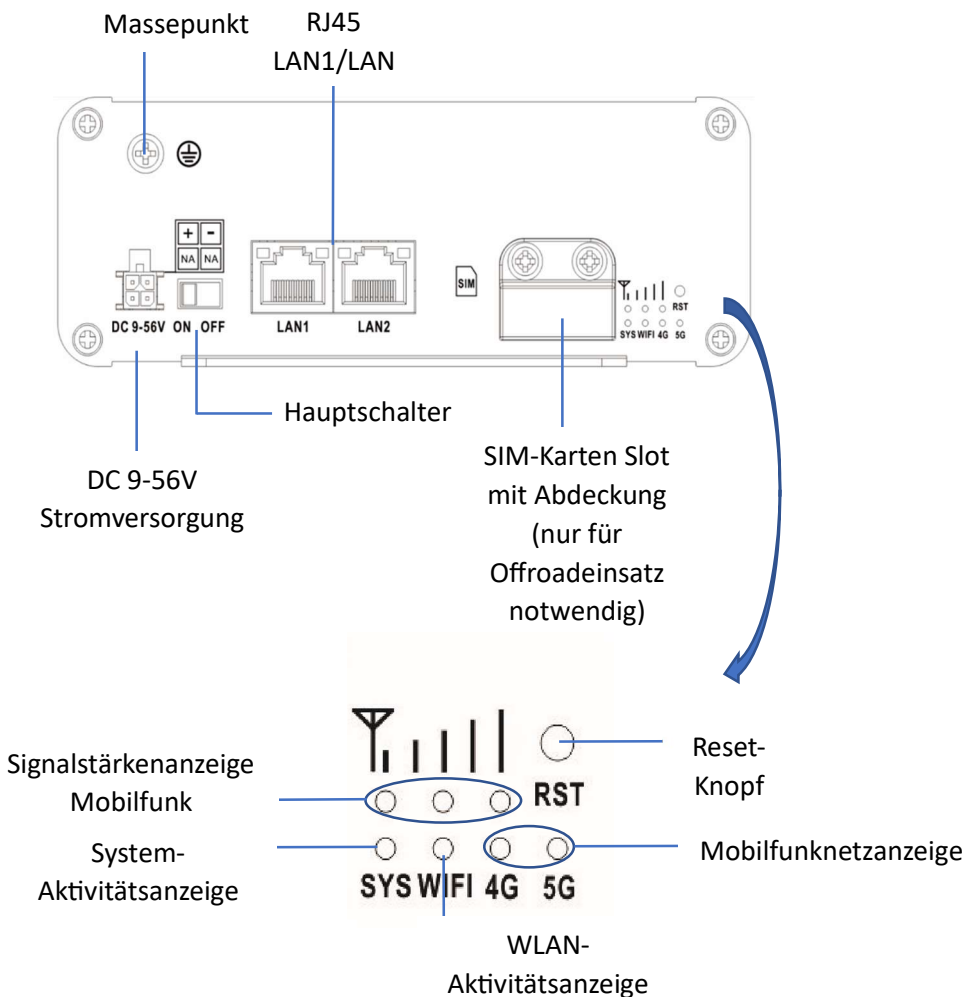 Massepunkt
RJ45
LAN1/LAN
+ -
NA NA
DC 9-56V ON OFF
LAN1
LAN2
SIM
RST
SYS WIFI 4G 5G
Hauptschalter
DC 9-56V
Stromversorgung
SIM-Karten Slot
mit Abdeckung
(nur für
Offroadeinsatz
notwendig)
Signalstärkenanzeige
Mobilfunk
Reset-
Knopf
RST
System-
Aktivitätsanzeige
Mobilfunknetzanzeige
SYS WIFI 4G 5G
WLAN-
Aktivitätsanzeige